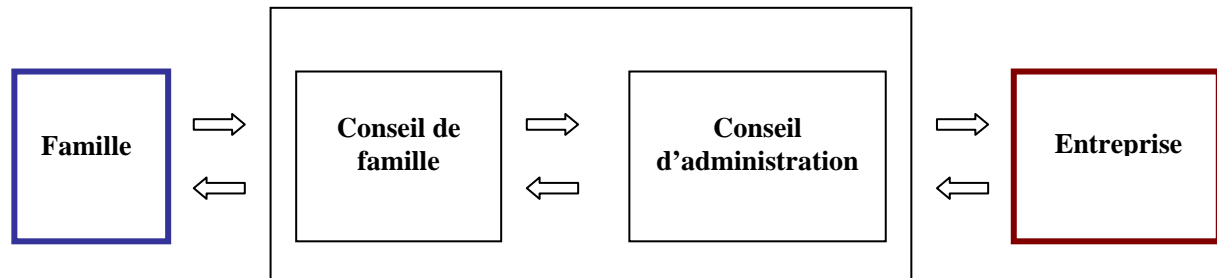 Famille
Conseil de
famille
Conseil
d’administration
Entreprise